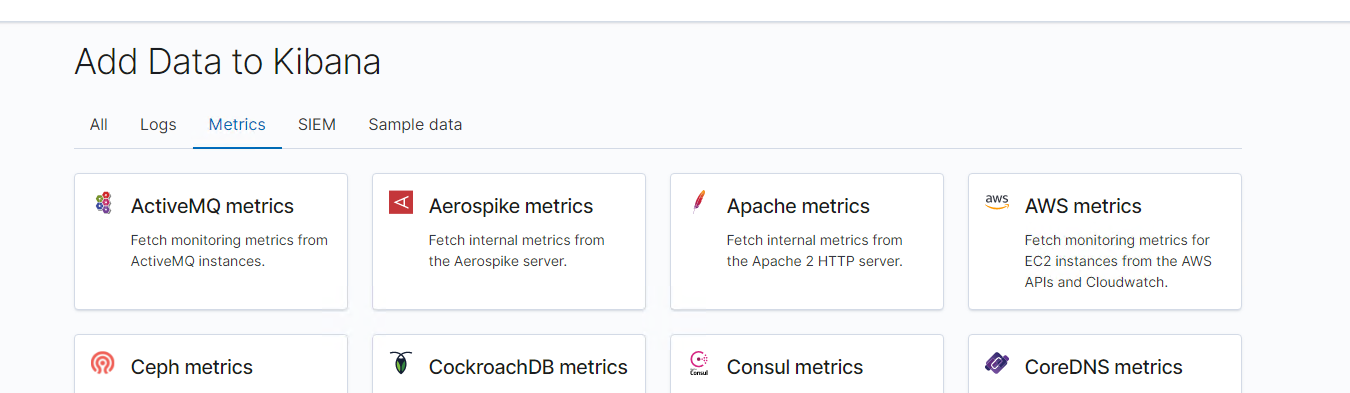 Add Data to Kibana
All Logs Metrics SIEM Sample data
ActiveMQ metrics
Fetch monitoring metrics from
ActiveMQ instances.
Aerospike metrics
Fetch internal metrics from
the Aerospike server.
Apache metrics
Fetch internal metrics from
the Apache 2 HTTP server.
aws
AWS metrics
Fetch monitoring metrics for
EC2 instances from the AWS
APIs and Cloudwatch.
Ceph metrics
CockroachDB metrics
Consul
Consul metrics
CoreDNS metrics